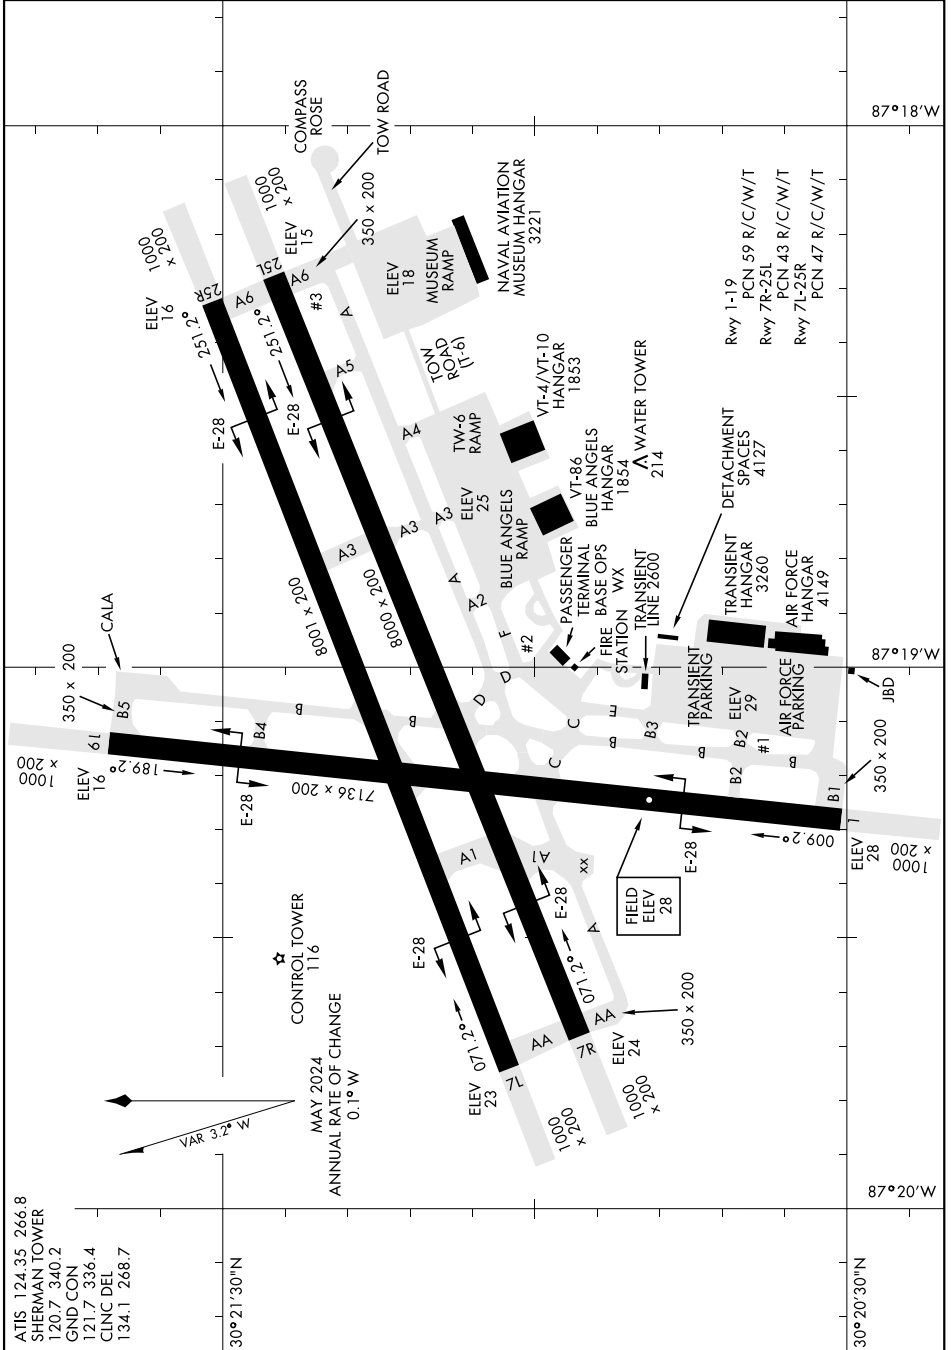 ATIS 124.35 266.8
SHERMAN TOWER
120.7 340.2
GND CON
121.7 336.4
CLNC DEL
134.1 268.7
VAR 3.2° W
MAY 2024
ANNUAL RATE OF CHANGE
0.1° W
CONTROL TOWER
116
350 x 200
CALA
B5
19
1000
x 200
ELEV
16
189.2°
E-28
B4
B
B
7136 x 200
1000
x 200
ELEV
16
25R
251.2°
A6
E-28
8001 x 200
1000
x 200
ELEV
15
25L
251.2°
A6
#3
E-28
8000 x 200
COMPASS
ROSE
TOW ROAD
350 x 200
A
A5
A4
A3
A3
A3
A
A2
F
#2
D
D
ELEV
18
MUSEUM
RAMP
NAVAL AVIATION
MUSEUM HANGAR
3221
TOW
ROAD
(T-6)
TW-6
RAMP
ELEV
25
BLUE ANGELS
RAMP
VT-4/VT-10
HANGAR
1853
VT-86
BLUE ANGELS
HANGAR
1854
WATER TOWER
214
PASSENGER
TERMINAL
BASE OPS
WX
FIRE
STATION
TRANSIENT
LINE 2600
DETACHMENT
SPACES
4127
TRANSIENT
HANGAR
3260
AIR FORCE
HANGAR
4149
TRANSIENT
PARKING
ELEV
29
AIR FORCE
PARKING
JBD
C
C
E
B
B3
B
B2
B2
#1
B
B1
350 x 200
A1
A1
xx
A
E-28
E-28
E-28
FIELD
ELEV
28
009.2°
1
ELEV
28
1000
x 200
071.2°
ELEV
23
7L
AA
1000
x 200
071.2°
7R
AA
ELEV
24
1000
x 200
350 x 200
Rwy 1-19
PCN 59 R/C/W/T
Rwy 7R-25L
PCN 43 R/C/W/T
Rwy 7L-25R
PCN 47 R/C/W/T
30°21'30"N
30°20'30"N
87°20'W
87°19'W
87°18'W